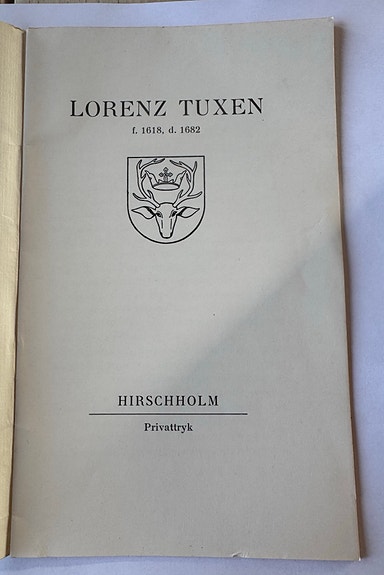 LORENZ TUXEN
f. 1618, d. 1682
HIRSCHHOLM
Privattryk